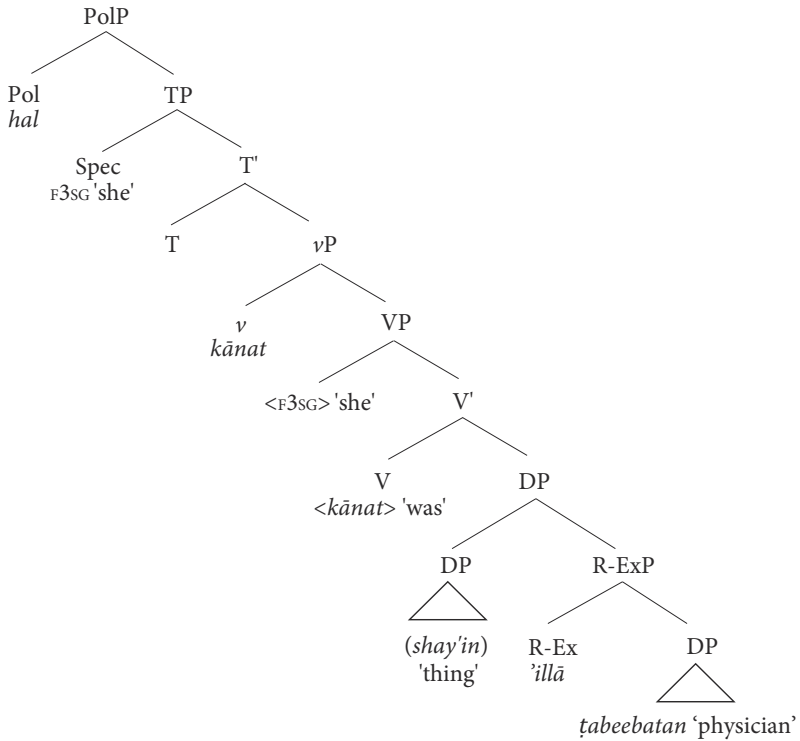 PolP
Pol TP
hal
Spec T'
F3SG 'she'
T vP
v VP
kānat
<F3SG> 'she' V'
V DP
<kānat> 'was'
DP R-ExP
(shay'in) R-Ex DP
'thing' 'illā
ṭabeebatan ‘physician’